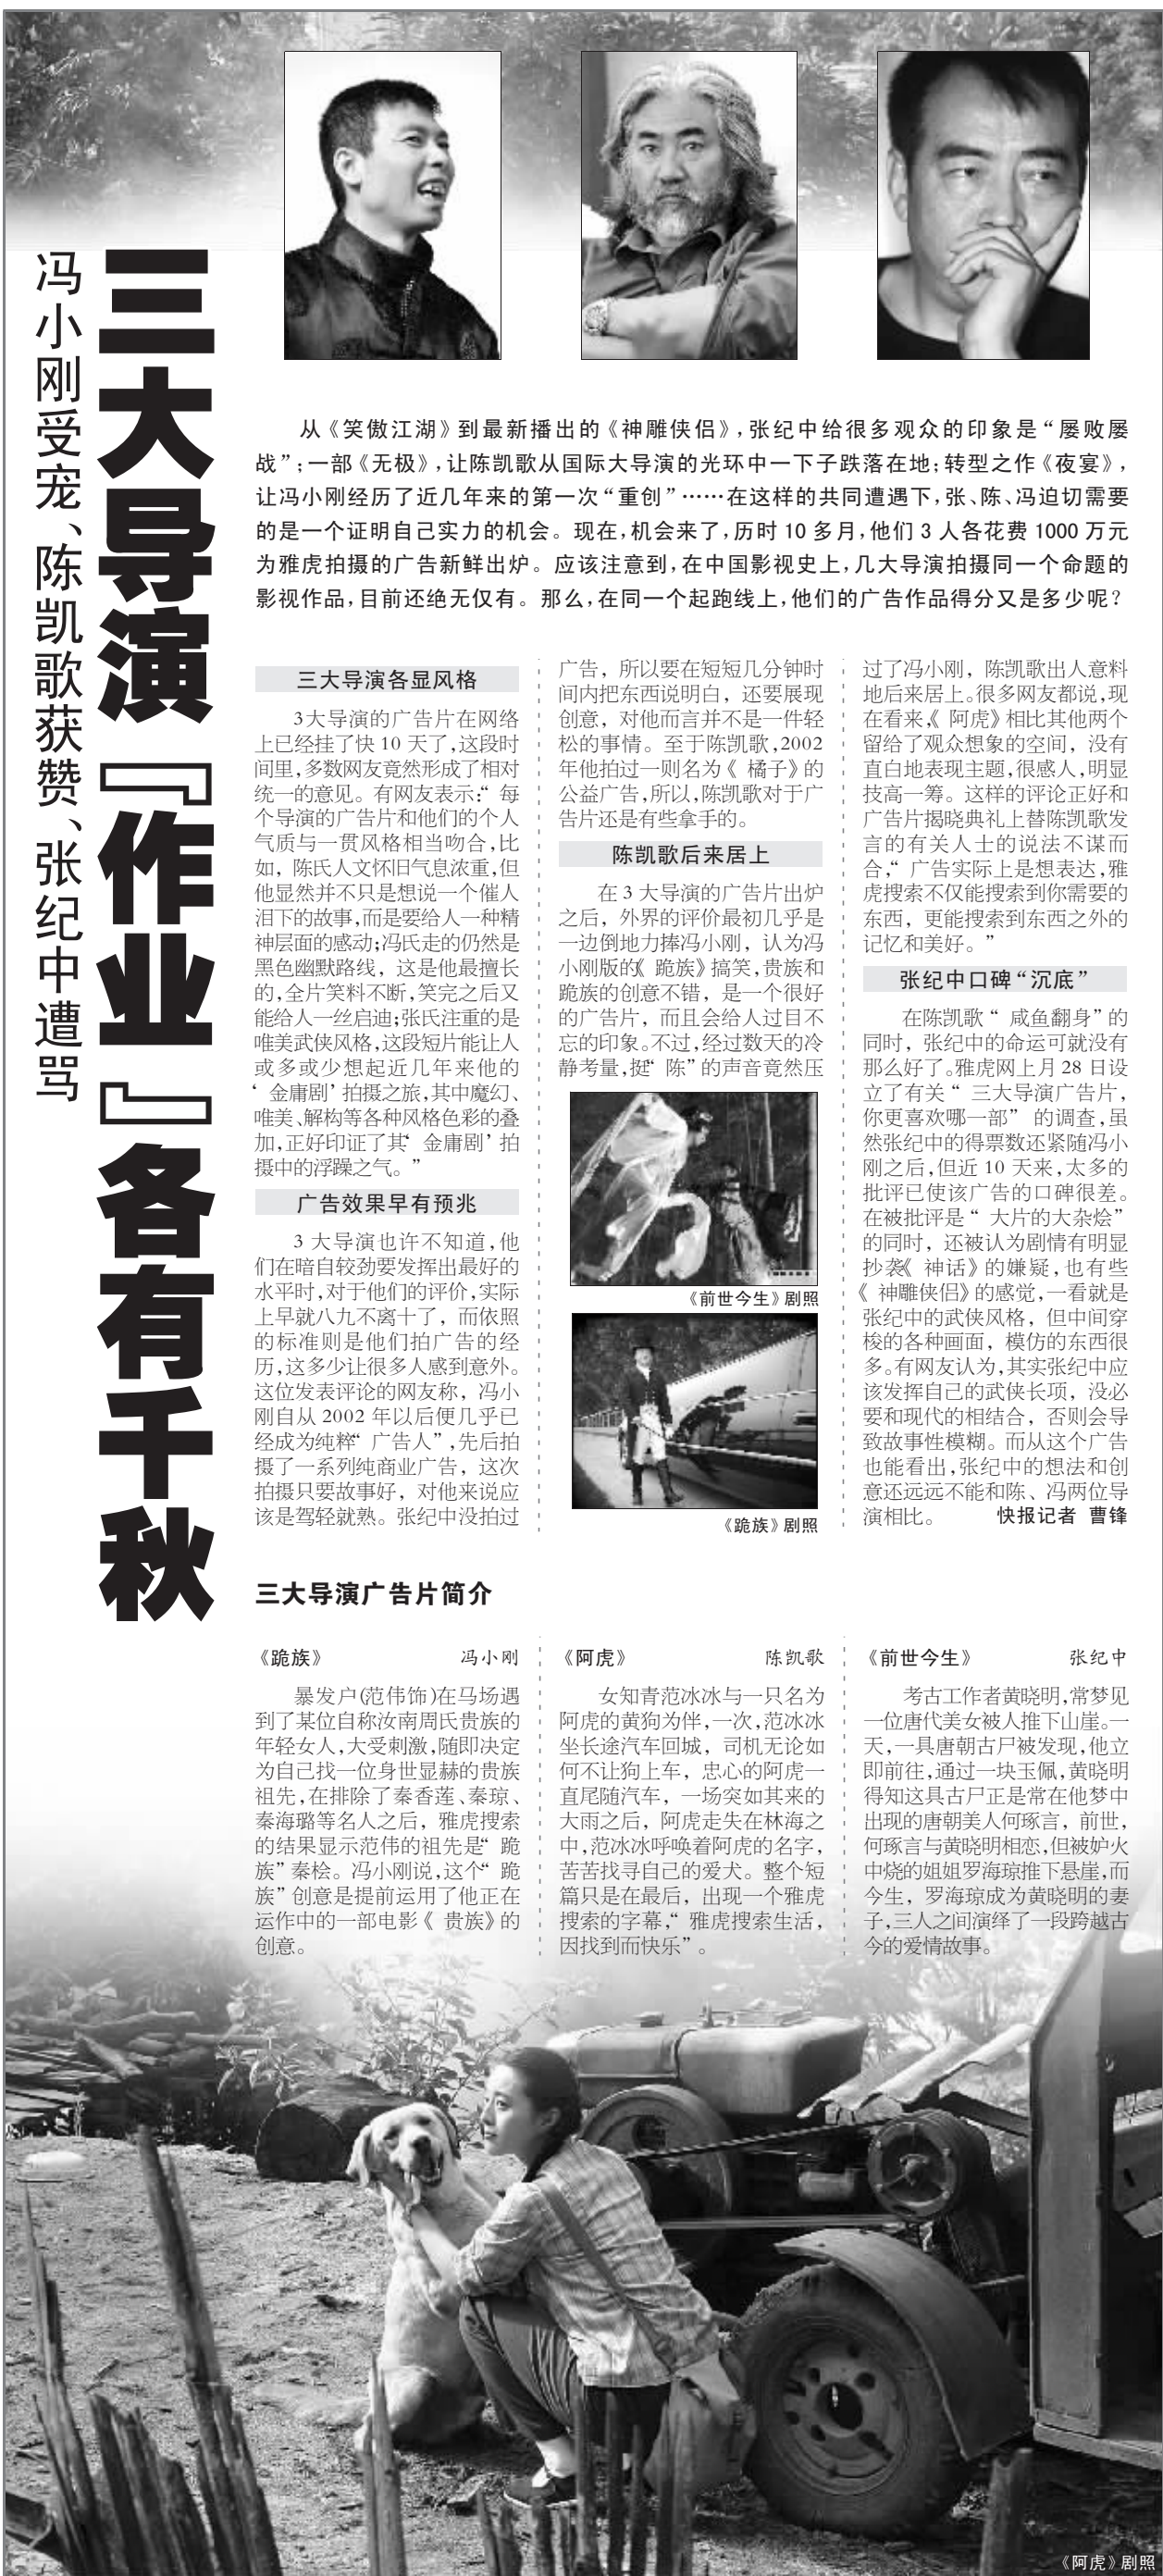 三大导演『作业』各有千秋
冯小刚受宠、陈凯歌获赞、张纪中遭骂
从《笑傲江湖》到最新播出的《神雕侠侣》,张纪中给很多观众的印象是“屡败屡
战”;一部《无极》,让陈凯歌从国际大导演的光环中一下子跌落在地;转型之作《夜宴》,
让冯小刚经历了近几年来的第一次“重创”……在这样的共同遭遇下,张、陈、冯迫切需要
的是一个证明自己实力的机会。现在,机会来了,历时 10 多月,他们 3 人各花费 1000 万元
为雅虎拍摄的广告新鲜出炉。应该注意到,在中国影视史上,几大导演拍摄同一个命题的
影视作品,目前还绝无仅有。那么,在同一个起跑线上,他们的广告作品得分又是多少呢?
三大导演各显风格
3大导演的广告片在网络
上已经挂了快 10 天了,这段时
间里,多数网友竟然形成了相对
统一的意见。有网友表示:“每
个导演的广告片和他们的个人
气质与一贯风格相当吻合,比
如，陈氏人文怀旧气息浓重,但
他显然并不只是想说一个催人
泪下的故事,而是要给人一种精
神层面的感动;冯氏走的仍然是
黑色幽默路线，这是他最擅长
的,全片笑料不断,笑完之后又
能给人一丝启迪;张氏注重的是
唯美武侠风格,这段短片能让人
或多或少想起近几年来他的
‘金庸剧’拍摄之旅,其中魔幻、
唯美、解构等各种风格色彩的叠
加,正好印证了其‘金庸剧’拍
摄中的浮躁之气。”
广告效果早有预兆
3 大导演也许不知道,他
们在暗自较劲要发挥出最好的
水平时,对于他们的评价,实际
上早就八九不离十了，而依照
的标准则是他们拍广告的经
历,这多少让很多人感到意外。
这位发表评论的网友称，冯小
刚自从 2002 年以后便几乎已
经成为纯粹“广告人”,先后拍
摄了一系列纯商业广告，这次
拍摄只要故事好，对他来说应
该是驾轻就熟。张纪中没拍过
广告，所以要在短短几分钟时
间内把东西说明白，还要展现
创意，对他而言并不是一件轻
松的事情。至于陈凯歌,2002
年他拍过一则名为《橘子》的
公益广告,所以,陈凯歌对于广
告片还是有些拿手的。
陈凯歌后来居上
在 3 大导演的广告片出炉
之后，外界的评价最初几乎是
一边倒地力捧冯小刚，认为冯
小刚版的《跪族》搞笑,贵族和
跪族的创意不错，是一个很好
的广告片，而且会给人过目不
忘的印象。不过,经过数天的冷
静考量,挺“陈”的声音竟然压
《前世今生》剧照
《跪族》剧照
过了冯小刚，陈凯歌出人意料
地后来居上。很多网友都说,现
在看来,《阿虎》相比其他两个
留给了观众想象的空间，没有
直白地表现主题,很感人,明显
技高一筹。这样的评论正好和
广告片揭晓典礼上替陈凯歌发
言的有关人士的说法不谋而
合,“广告实际上是想表达,雅
虎搜索不仅能搜索到你需要的
东西，更能搜索到东西之外的
记忆和美好。”
张纪中口碑“沉底”
在陈凯歌“咸鱼翻身”的
同时，张纪中的命运可就没有
那么好了。雅虎网上月 28 日设
立了有关“三大导演广告片，
你更喜欢哪一部”的调查,虽
然张纪中的得票数还紧随冯小
刚之后,但近 10 天来,太多的
批评已使该广告的口碑很差。
在被批评是“大片的大杂烩”
的同时，还被认为剧情有明显
抄袭《神话》的嫌疑,也有些
《神雕侠侣》的感觉,一看就是
张纪中的武侠风格，但中间穿
梭的各种画面，模仿的东西很
多。有网友认为,其实张纪中应
该发挥自己的武侠长项，没必
要和现代的相结合，否则会导
致故事性模糊。而从这个广告
也能看出,张纪中的想法和创
意还远远不能和陈、冯两位导
演相比。 快报记者 曹锋
三大导演广告片简介
《跪族》 冯小刚
暴发户(范伟饰)在马场遇
到了某位自称汝南周氏贵族的
年轻女人,大受刺激,随即决定
为自己找一位身世显赫的贵族
祖先,在排除了秦香莲、秦琼、
秦海璐等名人之后，雅虎搜索
的结果显示范伟的祖先是“跪
族”秦桧。冯小刚说,这个“跪
族”创意是提前运用了他正在
运作中的一部电影《贵族》的
创意。
《阿虎》 陈凯歌
女知青范冰冰与一只名为
阿虎的黄狗为伴,一次,范冰冰
坐长途汽车回城，司机无论如
何不让狗上车，忠心的阿虎一
直尾随汽车，一场突如其来的
大雨之后，阿虎走失在林海之
中,范冰冰呼唤着阿虎的名字,
苦苦找寻自己的爱犬。整个短
篇只是在最后，出现一个雅虎
搜索的字幕,“雅虎搜索生活，
因找到而快乐”。
《前世今生》 张纪中
考古工作者黄晓明,常梦见
一位唐代美女被人推下山崖。一
天,一具唐朝古尸被发现,他立
即前往,通过一块玉佩,黄晓明
得知这具古尸正是常在他梦中
出现的唐朝美人何琢言，前世,
何琢言与黄晓明相恋,但被妒火
中烧的姐姐罗海琼推下悬崖,而
今生，罗海琼成为黄晓明的妻
子,三人之间演绎了一段跨越古
今的爱情故事。
《阿虎》剧照